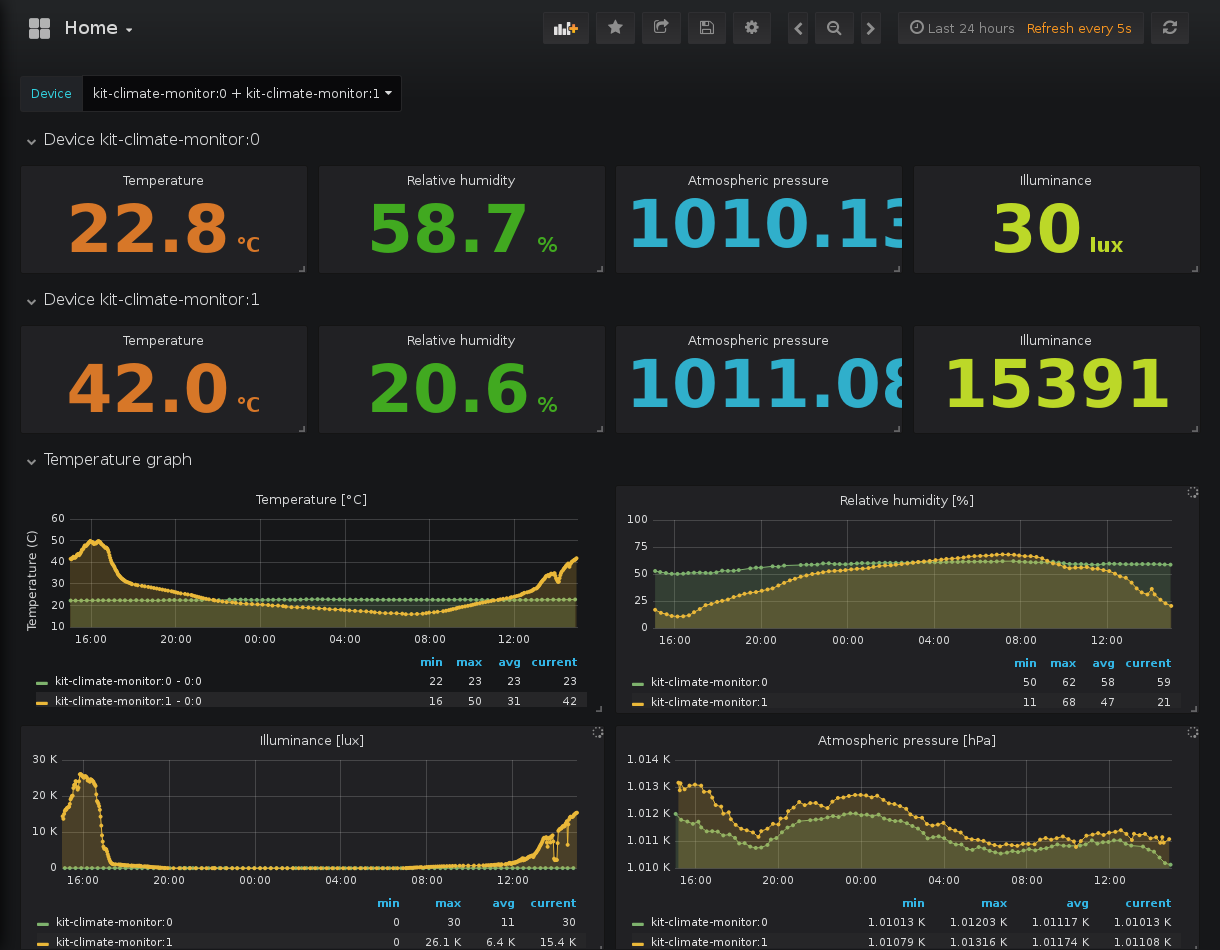 Home
Last 24 hours Refresh every 5s
Device kit-climate-monitor:0 + kit-climate-monitor:1
Device kit-climate-monitor:0
Temperature Relative humidity Atmospheric pressure Illuminance
22.8 °C 58.7 % 1010.13 30 lux
Device kit-climate-monitor:1
Temperature Relative humidity Atmospheric pressure Illuminance
42.0 °C 20.6 % 1011.08 15391
Temperature graph
Temperature [°C]
Temperature (C)
60
50
40
30
20
10
16:00 20:00 00:00 04:00 08:00 12:00
min max avg current
kit-climate-monitor:0 - 0:0 22 23 23 23
kit-climate-monitor:1 - 0:0 16 50 31 42
Relative humidity [%]
100
75
50
25
0
16:00 20:00 00:00 04:00 08:00 12:00
min max avg current
kit-climate-monitor:0 50 62 58 59
kit-climate-monitor:1 11 68 47 21
Illuminance [lux]
30 K
20 K
10 K
0
16:00 20:00 00:00 04:00 08:00 12:00
min max avg current
kit-climate-monitor:0 0 30 11 30
kit-climate-monitor:1 0 26.1 K 6.4 K 15.4 K
Atmospheric pressure [hPa]
1.014 K
1.013 K
1.012 K
1.011 K
1.010 K
16:00 20:00 00:00 04:00 08:00 12:00
min max avg current
kit-climate-monitor:0 1.01013 K 1.01203 K 1.01117 K 1.01013 K
kit-climate-monitor:1 1.01079 K 1.01316 K 1.01174 K 1.01108 K